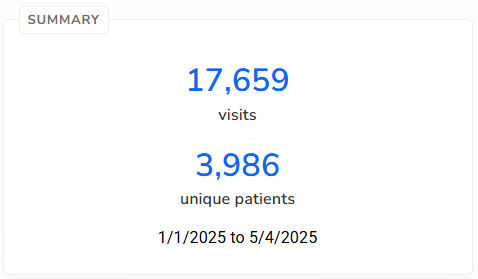 SUMMARY
17,659
visits
3,986
unique patients
1/1/2025 to 5/4/2025